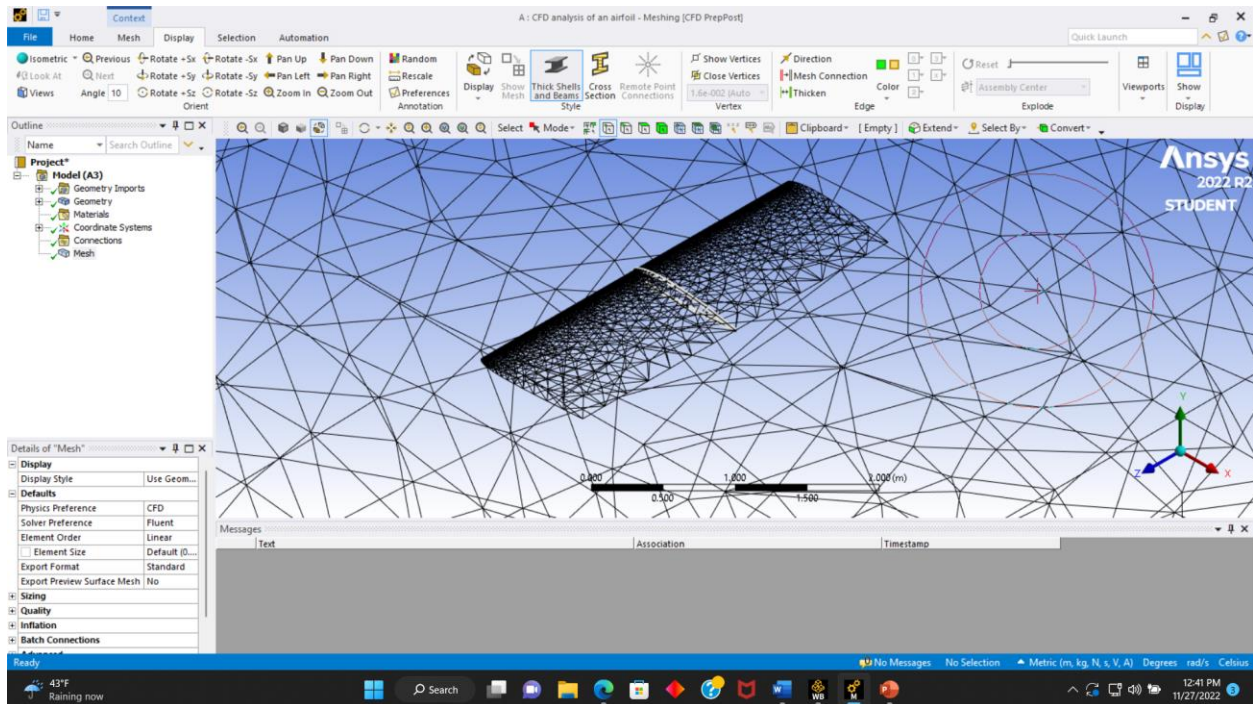 Context
A : CFD analysis of an airfoil - Meshing [CFD PrepPost]
File Home Mesh Display Selection Automation
Quick Launch
Isometric Previous Rotate +Sx Rotate -Sx Pan Up Pan Down Random
Look At Next Rotate +Sy Rotate -Sy Pan Left Pan Right Rescale
Views Angle 10 Rotate +Sz Rotate -Sz Zoom In Zoom Out Preferences
Orient
Annotation
Display
Show Mesh
Thick Shells and Beams
Cross Section
Remote Point Connections
Style
Show Vertices
Close Vertices
1.6e-002 (Auto
Vertex
Direction
Mesh Connection
Thicken
Color
Edge
Reset
Assembly Center
Explode
Viewports
Show
Display
Outline
Name Search Outline
Select Mode Clipboard [ Empty ] Extend Select By Convert
Project*
Model (A3)
Geometry Imports
Geometry
Materials
Coordinate Systems
Connections
Mesh
Ansys
2022 R2
STUDENT
Y
Z
X
0.000 1.000 2.000 (m)
0.500 1.500
Details of "Mesh"
Display
Display Style Use Geom...
Defaults
Physics Preference CFD
Solver Preference Fluent
Element Order Linear
Element Size Default (0....
Export Format Standard
Export Preview Surface Mesh No
Sizing
Quality
Inflation
Batch Connections
Messages
Text Association Timestamp
Ready
No Messages No Selection Metric (m, kg, N, s, V, A) Degrees rad/s Celsius
43°F
Raining now
Search
WB
M
12:41 PM
11/27/2022
3